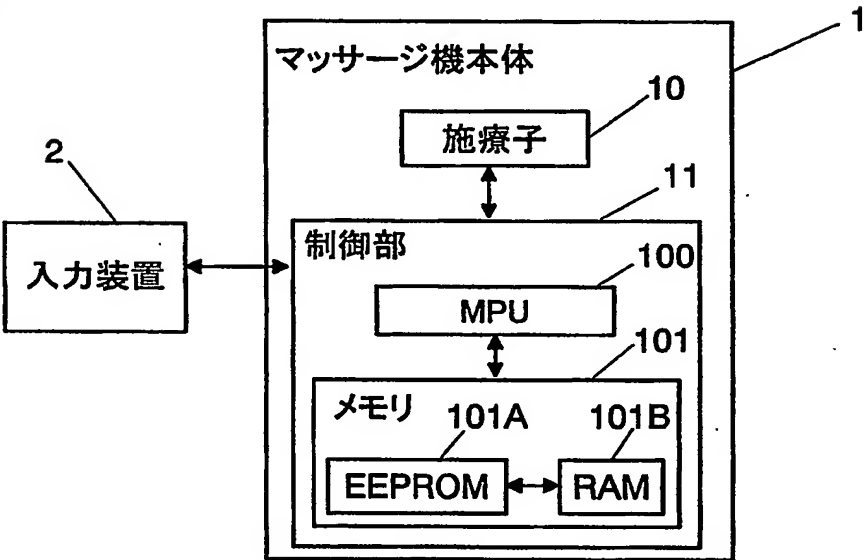 1
マッサージ機本体
10
施療子
2
11
入力装置
制御部
100
MPU
101
メモリ
101A
101B
EEPROM
RAM